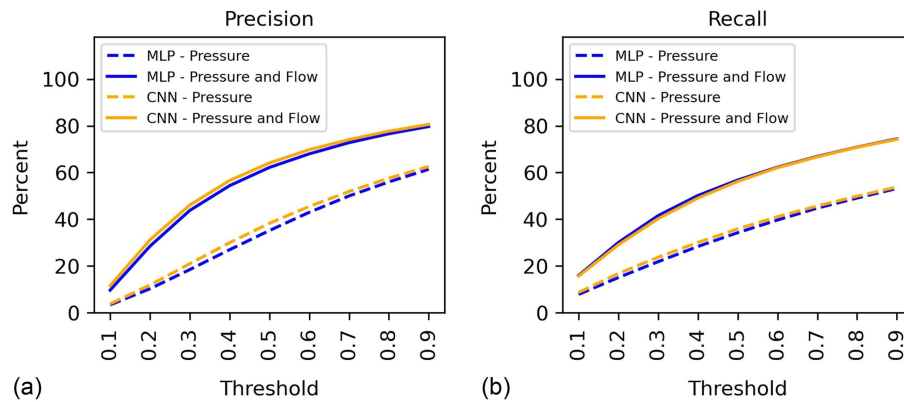 Precision
MLP - Pressure
MLP - Pressure and Flow
CNN - Pressure
CNN - Pressure and Flow
100
80
60
40
20
0
Percent
0.1 0.2 0.3 0.4 0.5 0.6 0.7 0.8 0.9
Threshold
(a)
Recall
MLP - Pressure
MLP - Pressure and Flow
CNN - Pressure
CNN - Pressure and Flow
100
80
60
40
20
0
Percent
0.1 0.2 0.3 0.4 0.5 0.6 0.7 0.8 0.9
Threshold
(b)